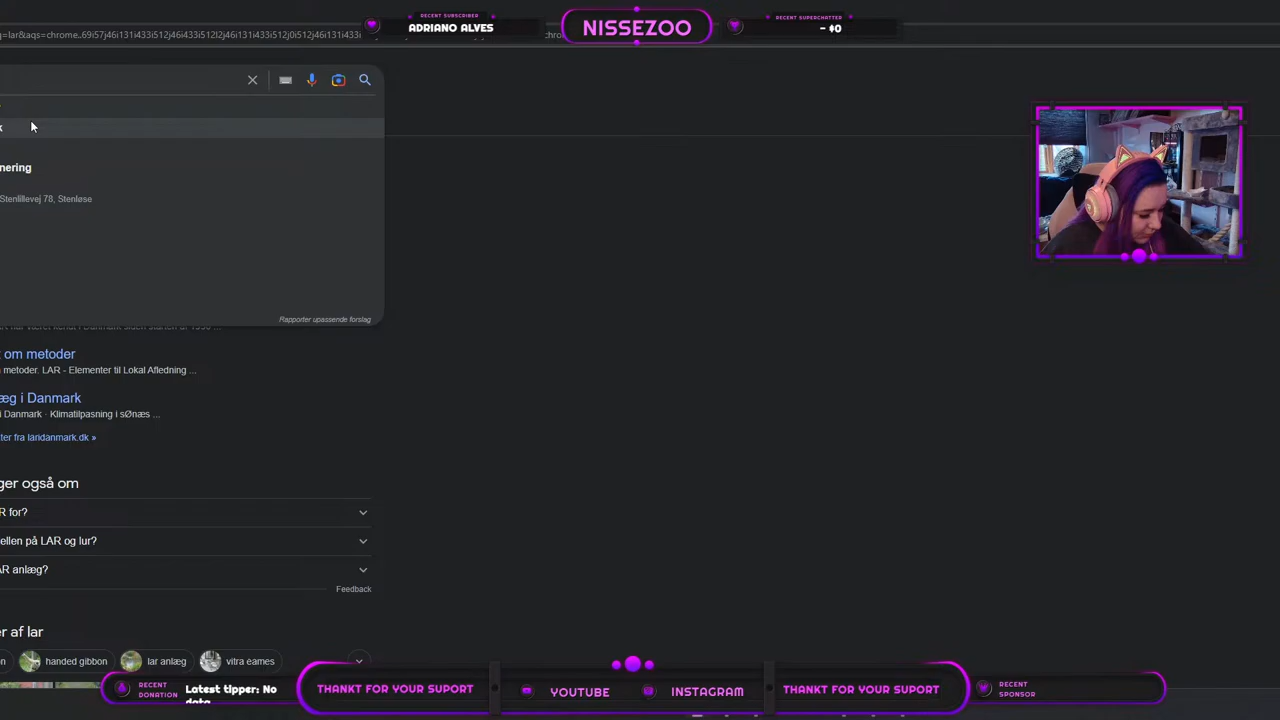 RECENT SUBSCRIBER
ADRIANO ALVES
NISSEZOO
RECENT SUPERCHATTER
- $0
nering
Stenlillevej 78, Stenløse
Rapporter upassende forslag
om metoder
metoder. LAR - Elementer til Lokal Afledning ...
æg i Danmark
i Danmark · Klimatilpasning i sØnæs ...
ter fra laridanmark.dk »
ger også om
R for?
ellen på LAR og lur?
AR anlæg?
Feedback
er af lar
handed gibbon
lar anlæg
vitra eames
RECENT DONATION
Latest tipper: No data
THANKT FOR YOUR SUPORT
YOUTUBE
INSTAGRAM
THANKT FOR YOUR SUPORT
RECENT SPONSOR